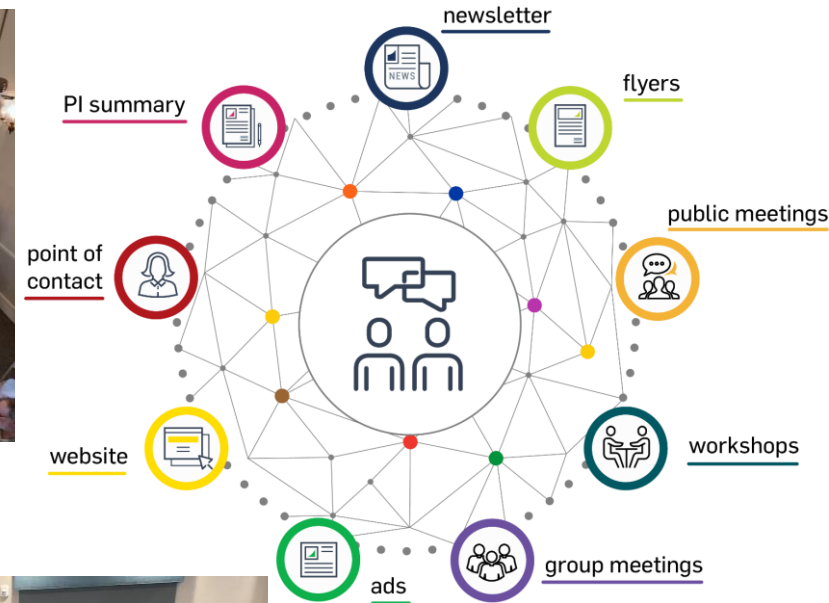 newsletter
NEWS
flyers
PI summary
public meetings
point of
contact
website
workshops
group meetings
ads